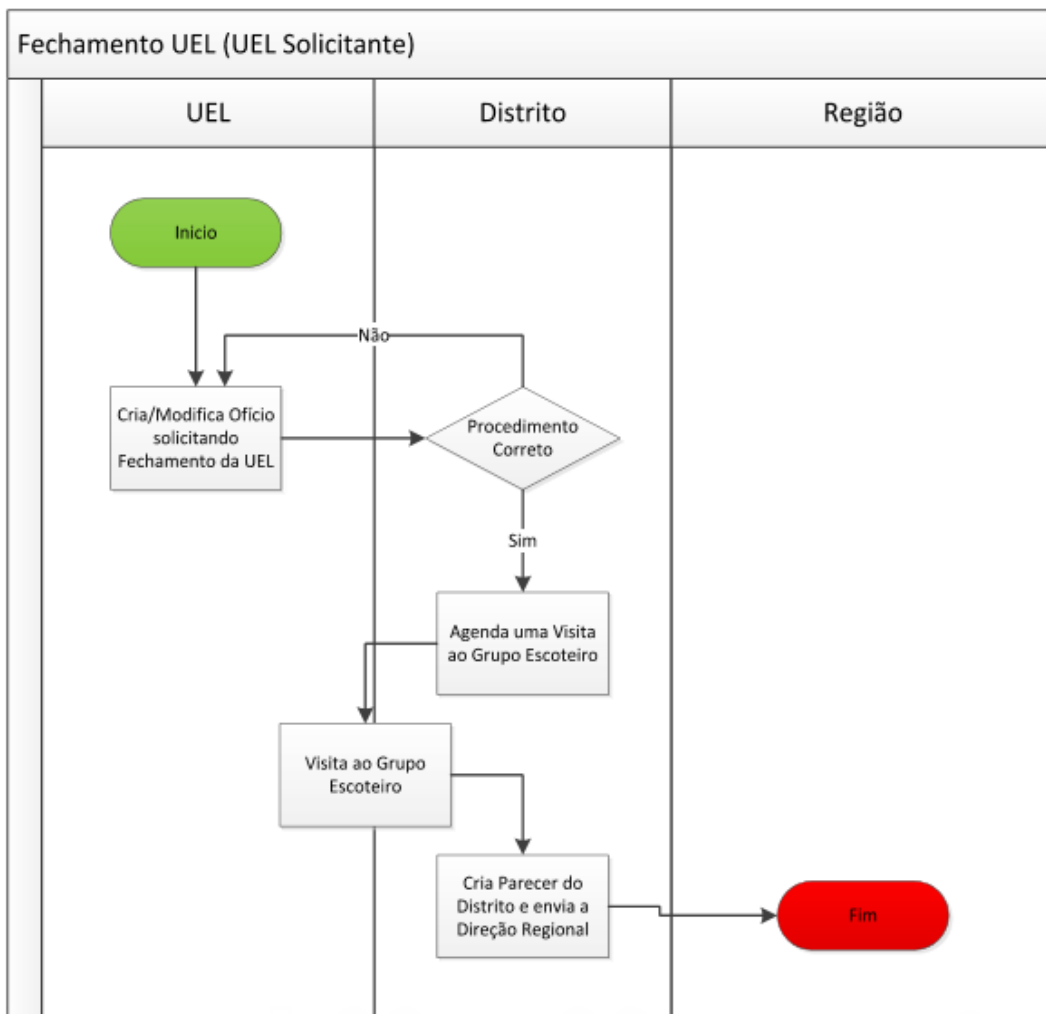 Fechamento UEL (UEL Solicitante)
UEL
Distrito
Região
Inicio
Não
Cria/Modifica Ofício
solicitando
Fechamento da UEL
Procedimento
Correto
Sim
Agenda uma Visita
ao Grupo Escoteiro
Visita ao Grupo
Escoteiro
Cria Parecer do
Distrito e envia a
Direção Regional
Fim